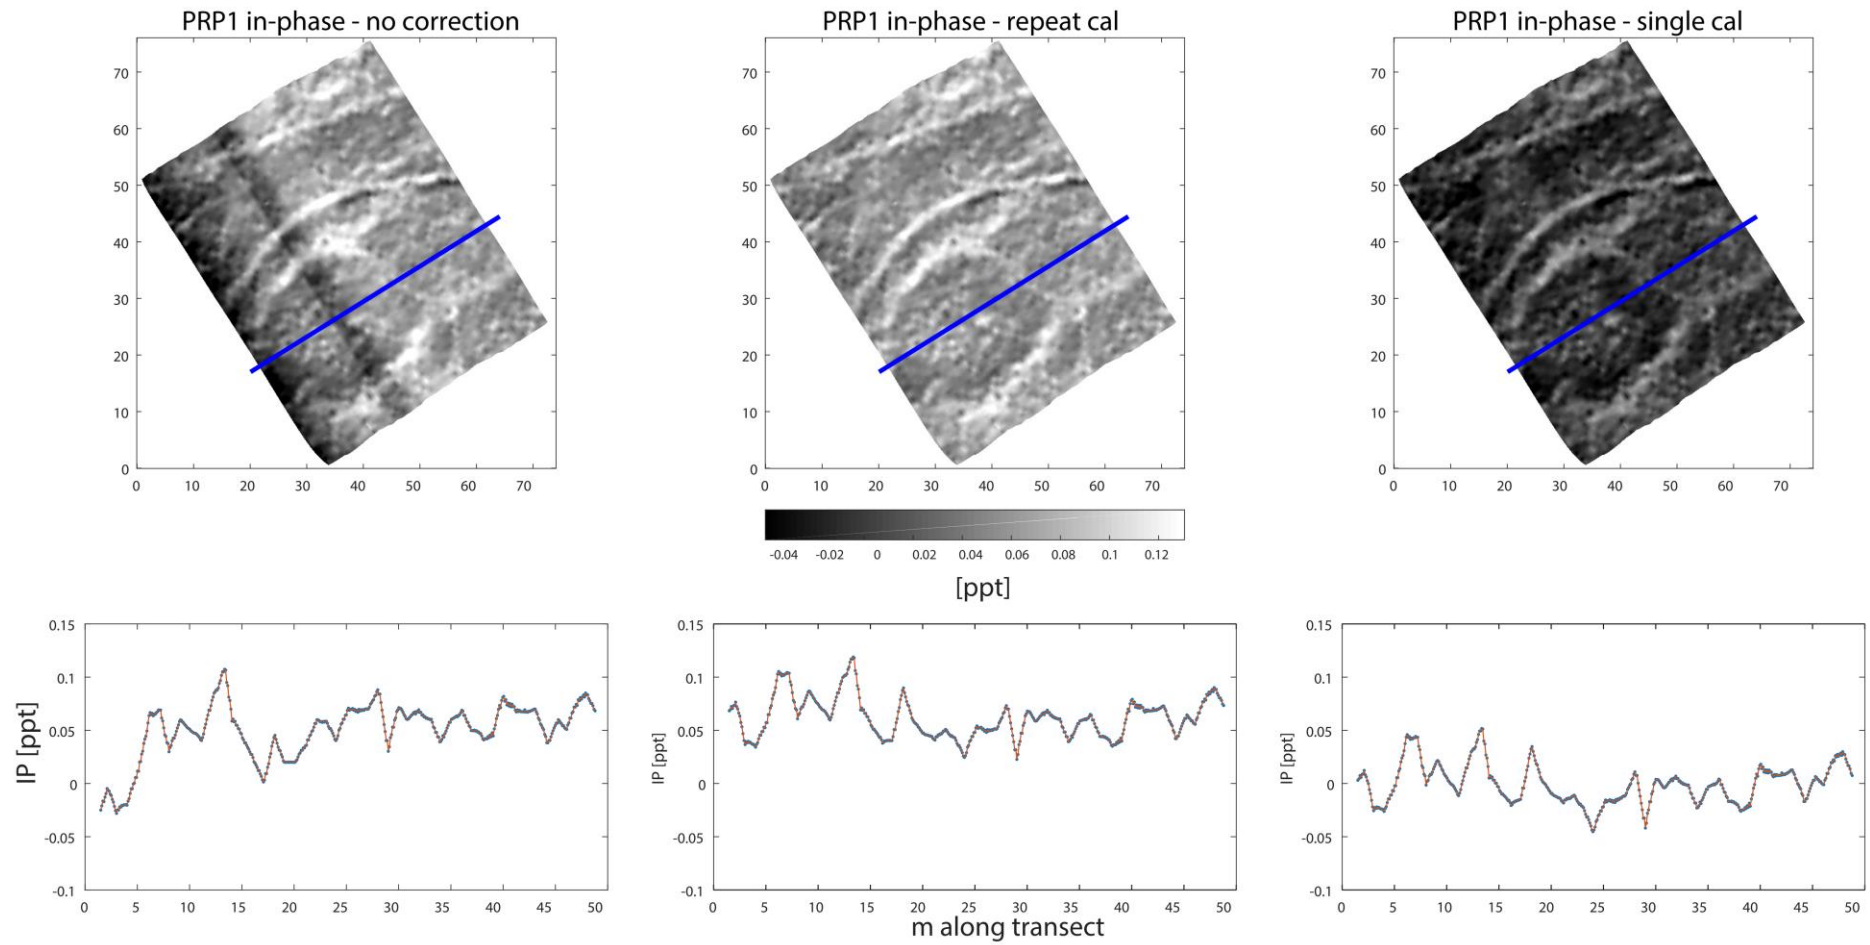 PRP1 in-phase - no correction
PRP1 in-phase - repeat cal
PRP1 in-phase - single cal
70
60
50
40
30
20
10
0
0 10 20 30 40 50 60 70
70
60
50
40
30
20
10
0
0 10 20 30 40 50 60 70
70
60
50
40
30
20
10
0
0 10 20 30 40 50 60 70
-0.04 -0.02 0 0.02 0.04 0.06 0.08 0.1 0.12
[ppt]
IP [ppt]
0.15
0.1
0.05
0
-0.05
-0.1
0 5 10 15 20 25 30 35 40 45 50
IP [ppt]
0.15
0.1
0.05
0
-0.05
-0.1
0 5 10 15 20 25 30 35 40 45 50
m along transect
IP [ppt]
0.15
0.1
0.05
0
-0.05
-0.1
0 5 10 15 20 25 30 35 40 45 50